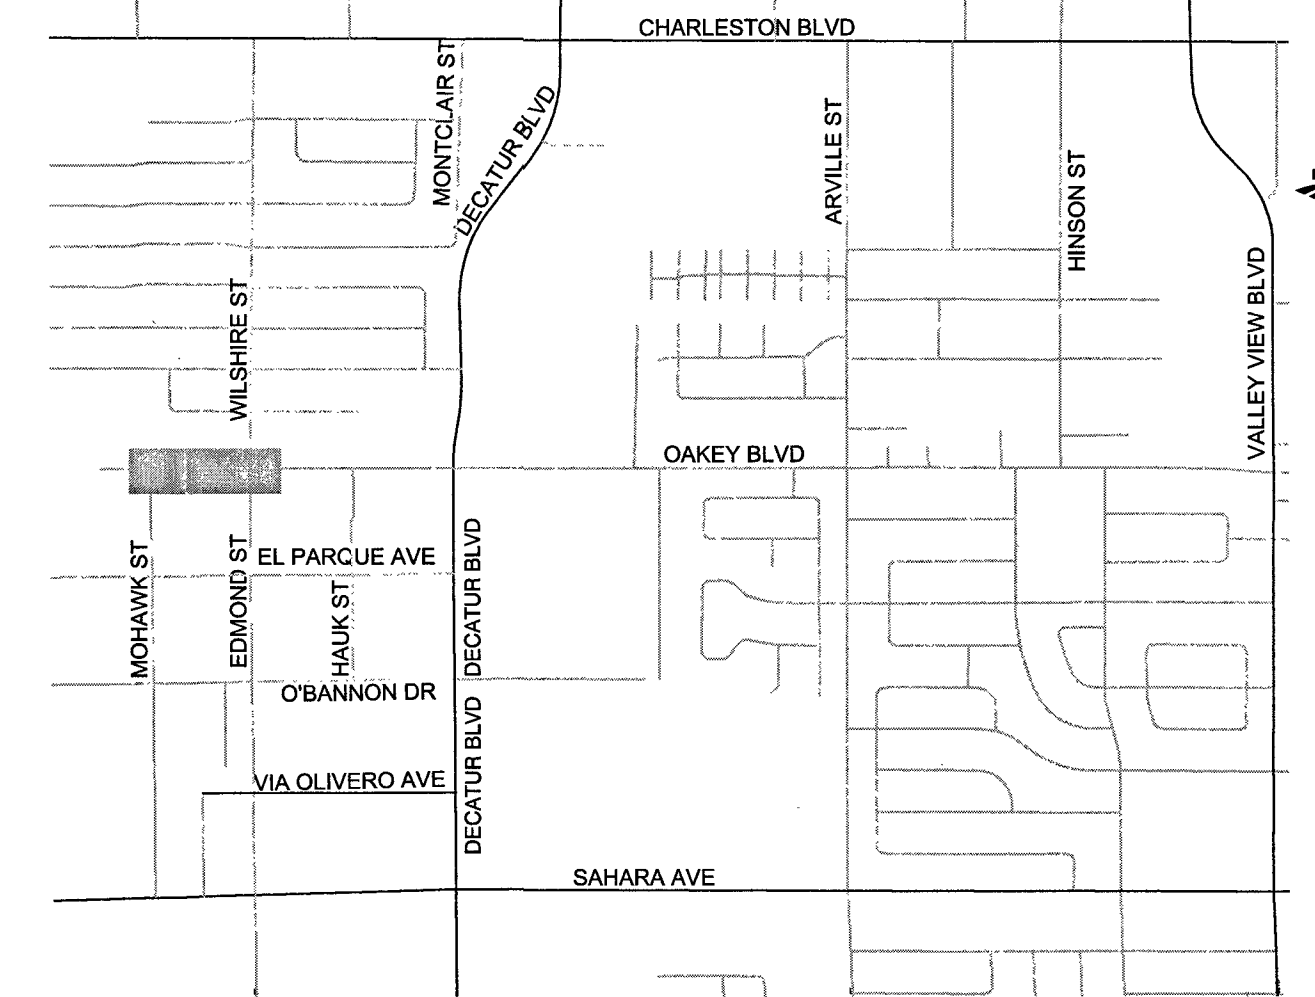 CHARLESTON BLVD
MONTCLAIR ST
DECATUR BLVD
ARVILLE ST
HINSON ST
WILSHIRE ST
VALLEY VIEW BLVD
OAKEY BLVD
MOHAWK ST
EDMOND ST
EL PARQUE AVE
HAUK ST
DECATUR BLVD
O'BANNON DR
DECATUR BLVD
VIA OLIVERO AVE
SAHARA AVE